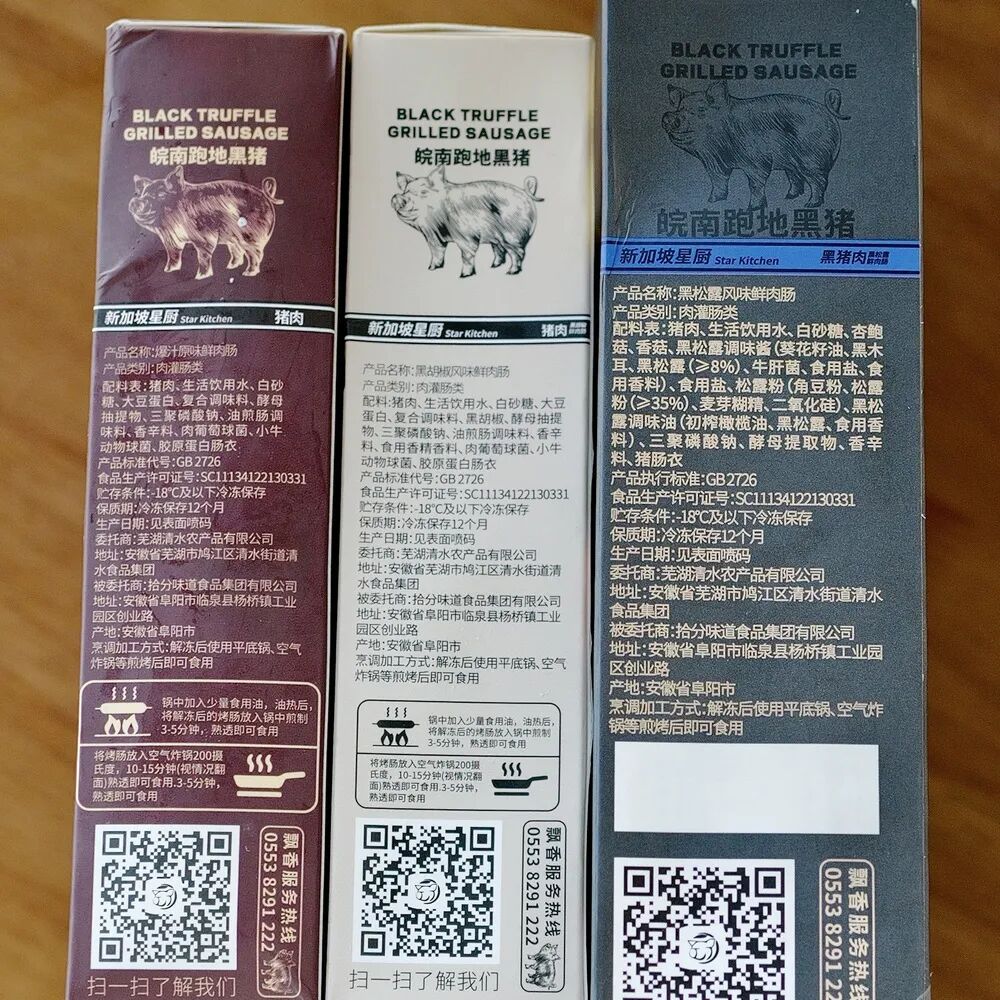 BLACK TRUFFLE
GRILLED SAUSAGE
皖南跑地黑猪
新加坡星厨 Star Kitchen 猪肉
产品名称:爆汁原味鲜肉肠
产品类别:肉灌肠类
配料表:猪肉、生活饮用水、白砂
糖、大豆蛋白、复合调味料、酵母
抽提物、三聚磷酸钠、油煎肠调
味料、香辛料、肉葡萄球菌、小牛
动物球菌、胶原蛋白肠衣
产品标准代号:GB 2726
食品生产许可证号:SC11134122130331
贮存条件:-18℃及以下冷冻保存
保质期:冷冻保存12个月
生产日期:见表面喷码
委托商:芜湖清水农产品有限公司
地址:安徽省芜湖市鸠江区清水街道清
水食品集团
被委托商:拾分味道食品集团有限公司
地址:安徽省阜阳市临泉县杨桥镇工业
园区创业路
产地:安徽省阜阳市
烹调加工方式:解冻后使用平底锅、空气
炸锅等煎烤后即可食用
锅中加入少量食用油，油热后，
将解冻后的烤肠放入锅中煎制
3-5分钟，熟透即可食用
将烤肠放入空气炸锅200摄
氏度，10-15分钟(视情况翻
面)熟透即可食用.3-5分钟，
熟透即可食用
飘香服务热线
0553 8291 222
扫一扫了解我们
BLACK TRUFFLE
GRILLED SAUSAGE
皖南跑地黑猪
新加坡星厨 Star Kitchen 猪肉
产品名称:黑胡椒风味鲜肉肠
产品类别:肉灌肠类
配料:猪肉、生活饮用水、白砂糖、大豆
蛋白、复合调味料、黑胡椒、酵母抽提
物、三聚磷酸钠、油煎肠调味料、香辛
料、食用香精香料、肉葡萄球菌、小牛
动物球菌、胶原蛋白肠衣
产品标准代号:GB 2726
食品生产许可证号:SC11134122130331
贮存条件:-18℃及以下冷冻保存
保质期:冷冻保存12个月
生产日期:见表面喷码
委托商:芜湖清水农产品有限公司
地址:安徽省芜湖市鸠江区清水街道清
水食品集团
被委托商:拾分味道食品集团有限公司
地址:安徽省阜阳市临泉县杨桥镇工业
园区创业路
产地:安徽省阜阳市
烹调加工方式:解冻后使用平底锅、空气
炸锅等煎烤后即可食用
锅中加入少量食用油，油热后，
将解冻后的烤肠放入锅中煎制
3-5分钟，熟透即可食用
将烤肠放入空气炸锅200摄
氏度，10-15分钟(视情况翻
面)熟透即可食用.3-5分钟，
熟透即可食用
飘香服务热线
0553 8291 222
扫一扫了解我们
BLACK TRUFFLE
GRILLED SAUSAGE
皖南跑地黑猪
新加坡星厨 Star Kitchen 黑猪肉 黑松露
鲜肉肠
产品名称:黑松露风味鲜肉肠
产品类别:肉灌肠类
配料表:猪肉、生活饮用水、白砂糖、杏鲍
菇、香菇、黑松露调味酱(葵花籽油、黑木
耳、黑松露(≥8%)、牛肝菌、食用盐、食
用香料)、食用盐、松露粉(角豆粉、松露
粉(≥35%)、麦芽糊精、二氧化硅)、黑松
露调味油(初榨橄榄油、黑松露、食用香
料)、三聚磷酸钠、酵母提取物、香辛
料、猪肠衣
产品执行标准:GB 2726
食品生产许可证号:SC11134122130331
贮存条件:-18℃及以下冷冻保存
保质期:冷冻保存12个月
生产日期:见表面喷码
委托商:芜湖清水农产品有限公司
地址:安徽省芜湖市鸠江区清水街道清水
食品集团
被委托商:拾分味道食品集团有限公司
地址:安徽省阜阳市临泉县杨桥镇工业园
区创业路
产地:安徽省阜阳市
烹调加工方式:解冻后使用平底锅、空气炸
锅等煎烤后即可食用
飘香服务热线
0553 8291 22